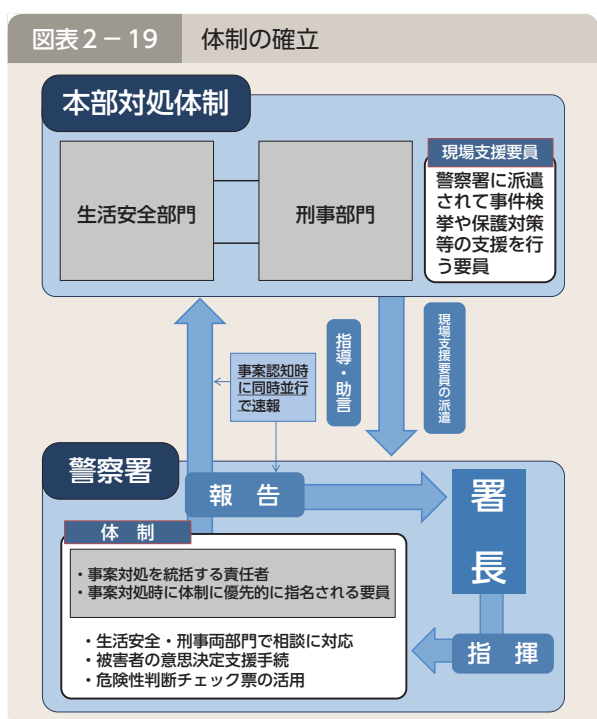 図表2-19 体制の確立
本部対処体制
生活安全部門
刑事部門
現場支援要員
警察署に派遣
されて事件検
挙や保護対策
等の支援を行
う要員
事案認知時
に同時並行
で速報
指導・助言
現場支援要員の派遣
警察署
報告
署長
体制
・事案対処を統括する責任者
・事案対処時に体制に優先的に指名される要員
・生活安全・刑事両部門で相談に対応
・被害者の意思決定支援手続
・危険性判断チェック票の活用
指揮